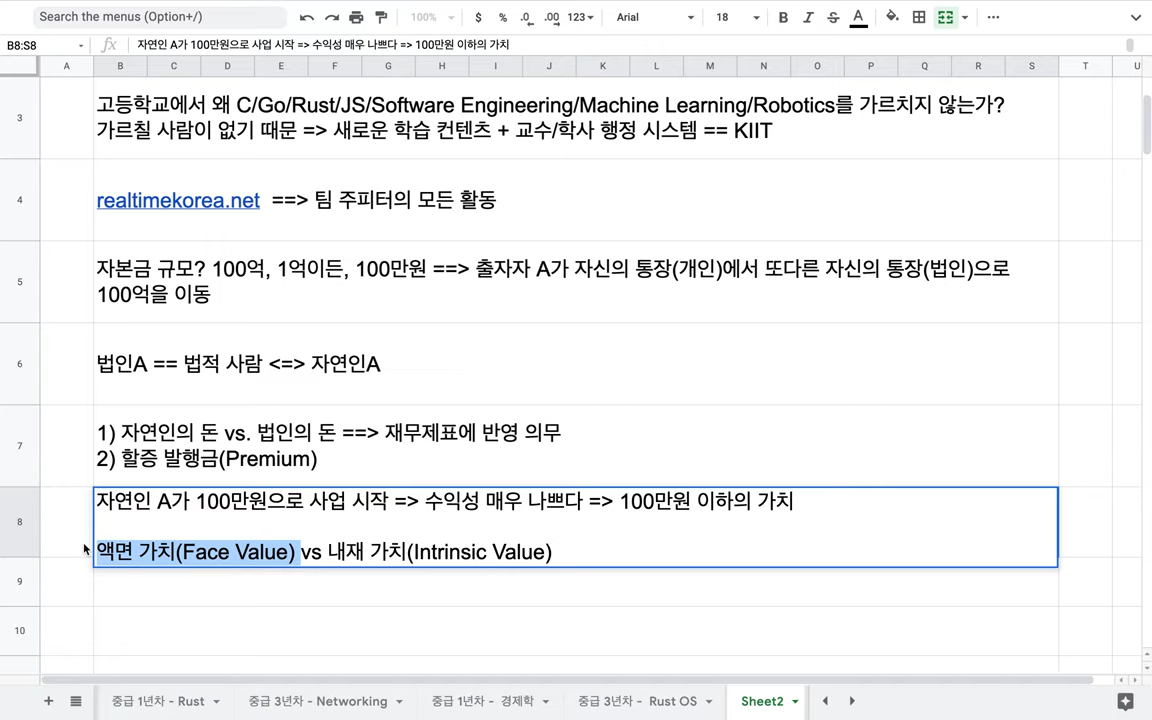 Search the menus (Option+/)
100%
$ % .0 .00 123
Arial
18
B I S A
B8:S8
fx
자연인 A가 100만원으로 사업 시작 => 수익성 매우 나쁘다 => 100만원 이하의 가치
A B C D E F G H I J K L M N O P Q R S T U
3
고등학교에서 왜 C/Go/Rust/JS/Software Engineering/Machine Learning/Robotics를 가르치지 않는가?
가르칠 사람이 없기 때문 => 새로운 학습 컨텐츠 + 교수/학사 행정 시스템 == KIIT
4
realtimekorea.net ==> 팀 주피터의 모든 활동
5
자본금 규모? 100억, 1억이든, 100만원 ==> 출자자 A가 자신의 통장(개인)에서 또다른 자신의 통장(법인)으로
100억을 이동
6
법인A == 법적 사람 <=> 자연인A
7
1) 자연인의 돈 vs. 법인의 돈 ==> 재무제표에 반영 의무
2) 할증 발행금(Premium)
8
자연인 A가 100만원으로 사업 시작 => 수익성 매우 나쁘다 => 100만원 이하의 가치
액면 가치(Face Value) vs 내재 가치(Intrinsic Value)
9
10
중급 1년차 - Rust
중급 3년차 - Networking
중급 1년차 - 경제학
중급 3년차 - Rust OS
Sheet2